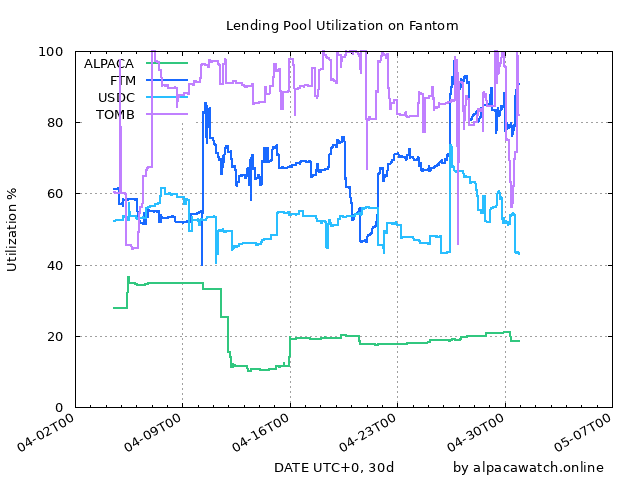 Lending Pool Utilization on Fantom
ALPACA
FTM
USDC
TOMB
100
80
60
40
20
0
Utilization %
04-02T00
04-09T00
04-16T00
04-23T00
04-30T00
05-07T00
DATE UTC+0, 30d
by alpacawatch.online